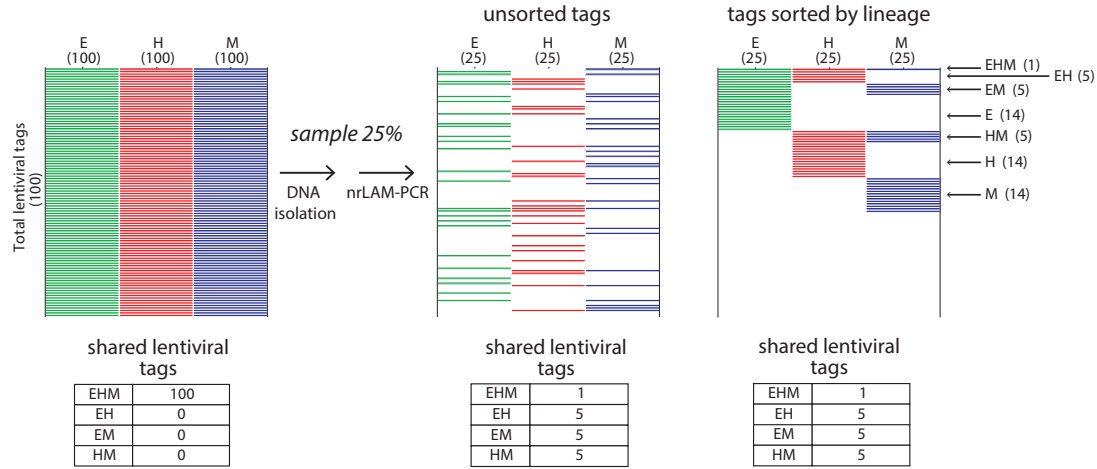 unsorted tags
tags sorted by lineage
E H M
(100) (100) (100)
E H M
(25) (25) (25)
E H M
(25) (25) (25)
Total lentiviral tags
(100)
sample 25%
DNA
isolation
nrLAM-PCR
EHM (1)
EH (5)
EM (5)
E (14)
HM (5)
H (14)
M (14)
shared lentiviral
tags
EHM 100
EH 0
EM 0
HM 0
shared lentiviral
tags
EHM 1
EH 5
EM 5
HM 5
shared lentiviral
tags
EHM 1
EH 5
EM 5
HM 5